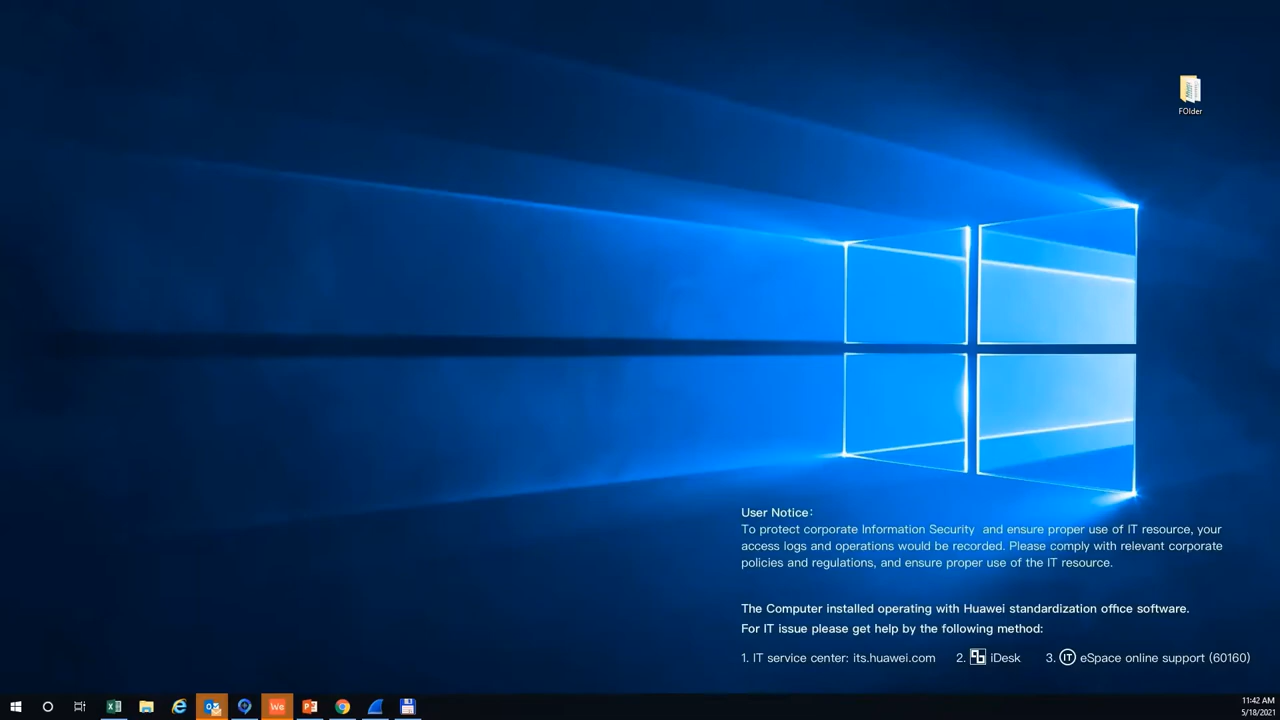 FOlder
User Notice:
To protect corporate Information Security and ensure proper use of IT resource, your
access logs and operations would be recorded. Please comply with relevant corporate
policies and regulations, and ensure proper use of the IT resource.
The Computer installed operating with Huawei standardization office software.
For IT issue please get help by the following method:
1. IT service center: its.huawei.com 2. iDesk 3. IT eSpace online support (60160)
We
11:42 AM
5/18/2021